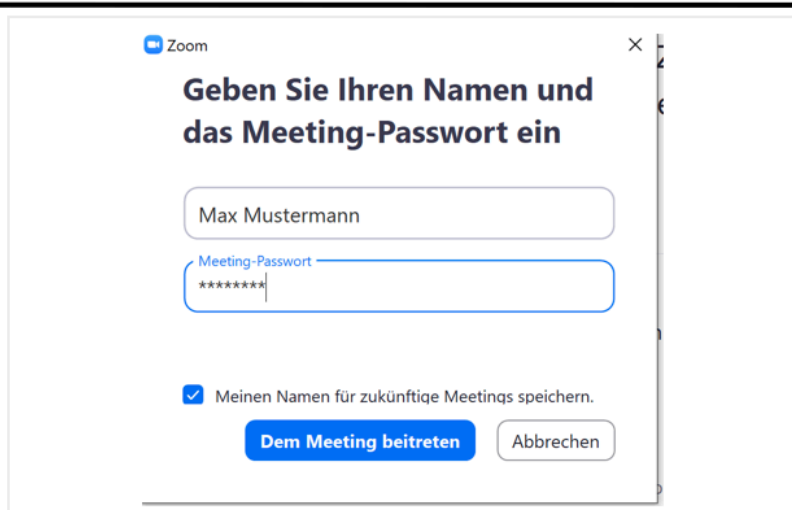 Zoom
Geben Sie Ihren Namen und
das Meeting-Passwort ein
Max Mustermann
Meeting-Passwort
********
Meinen Namen für zukünftige Meetings speichern.
Dem Meeting beitreten
Abbrechen